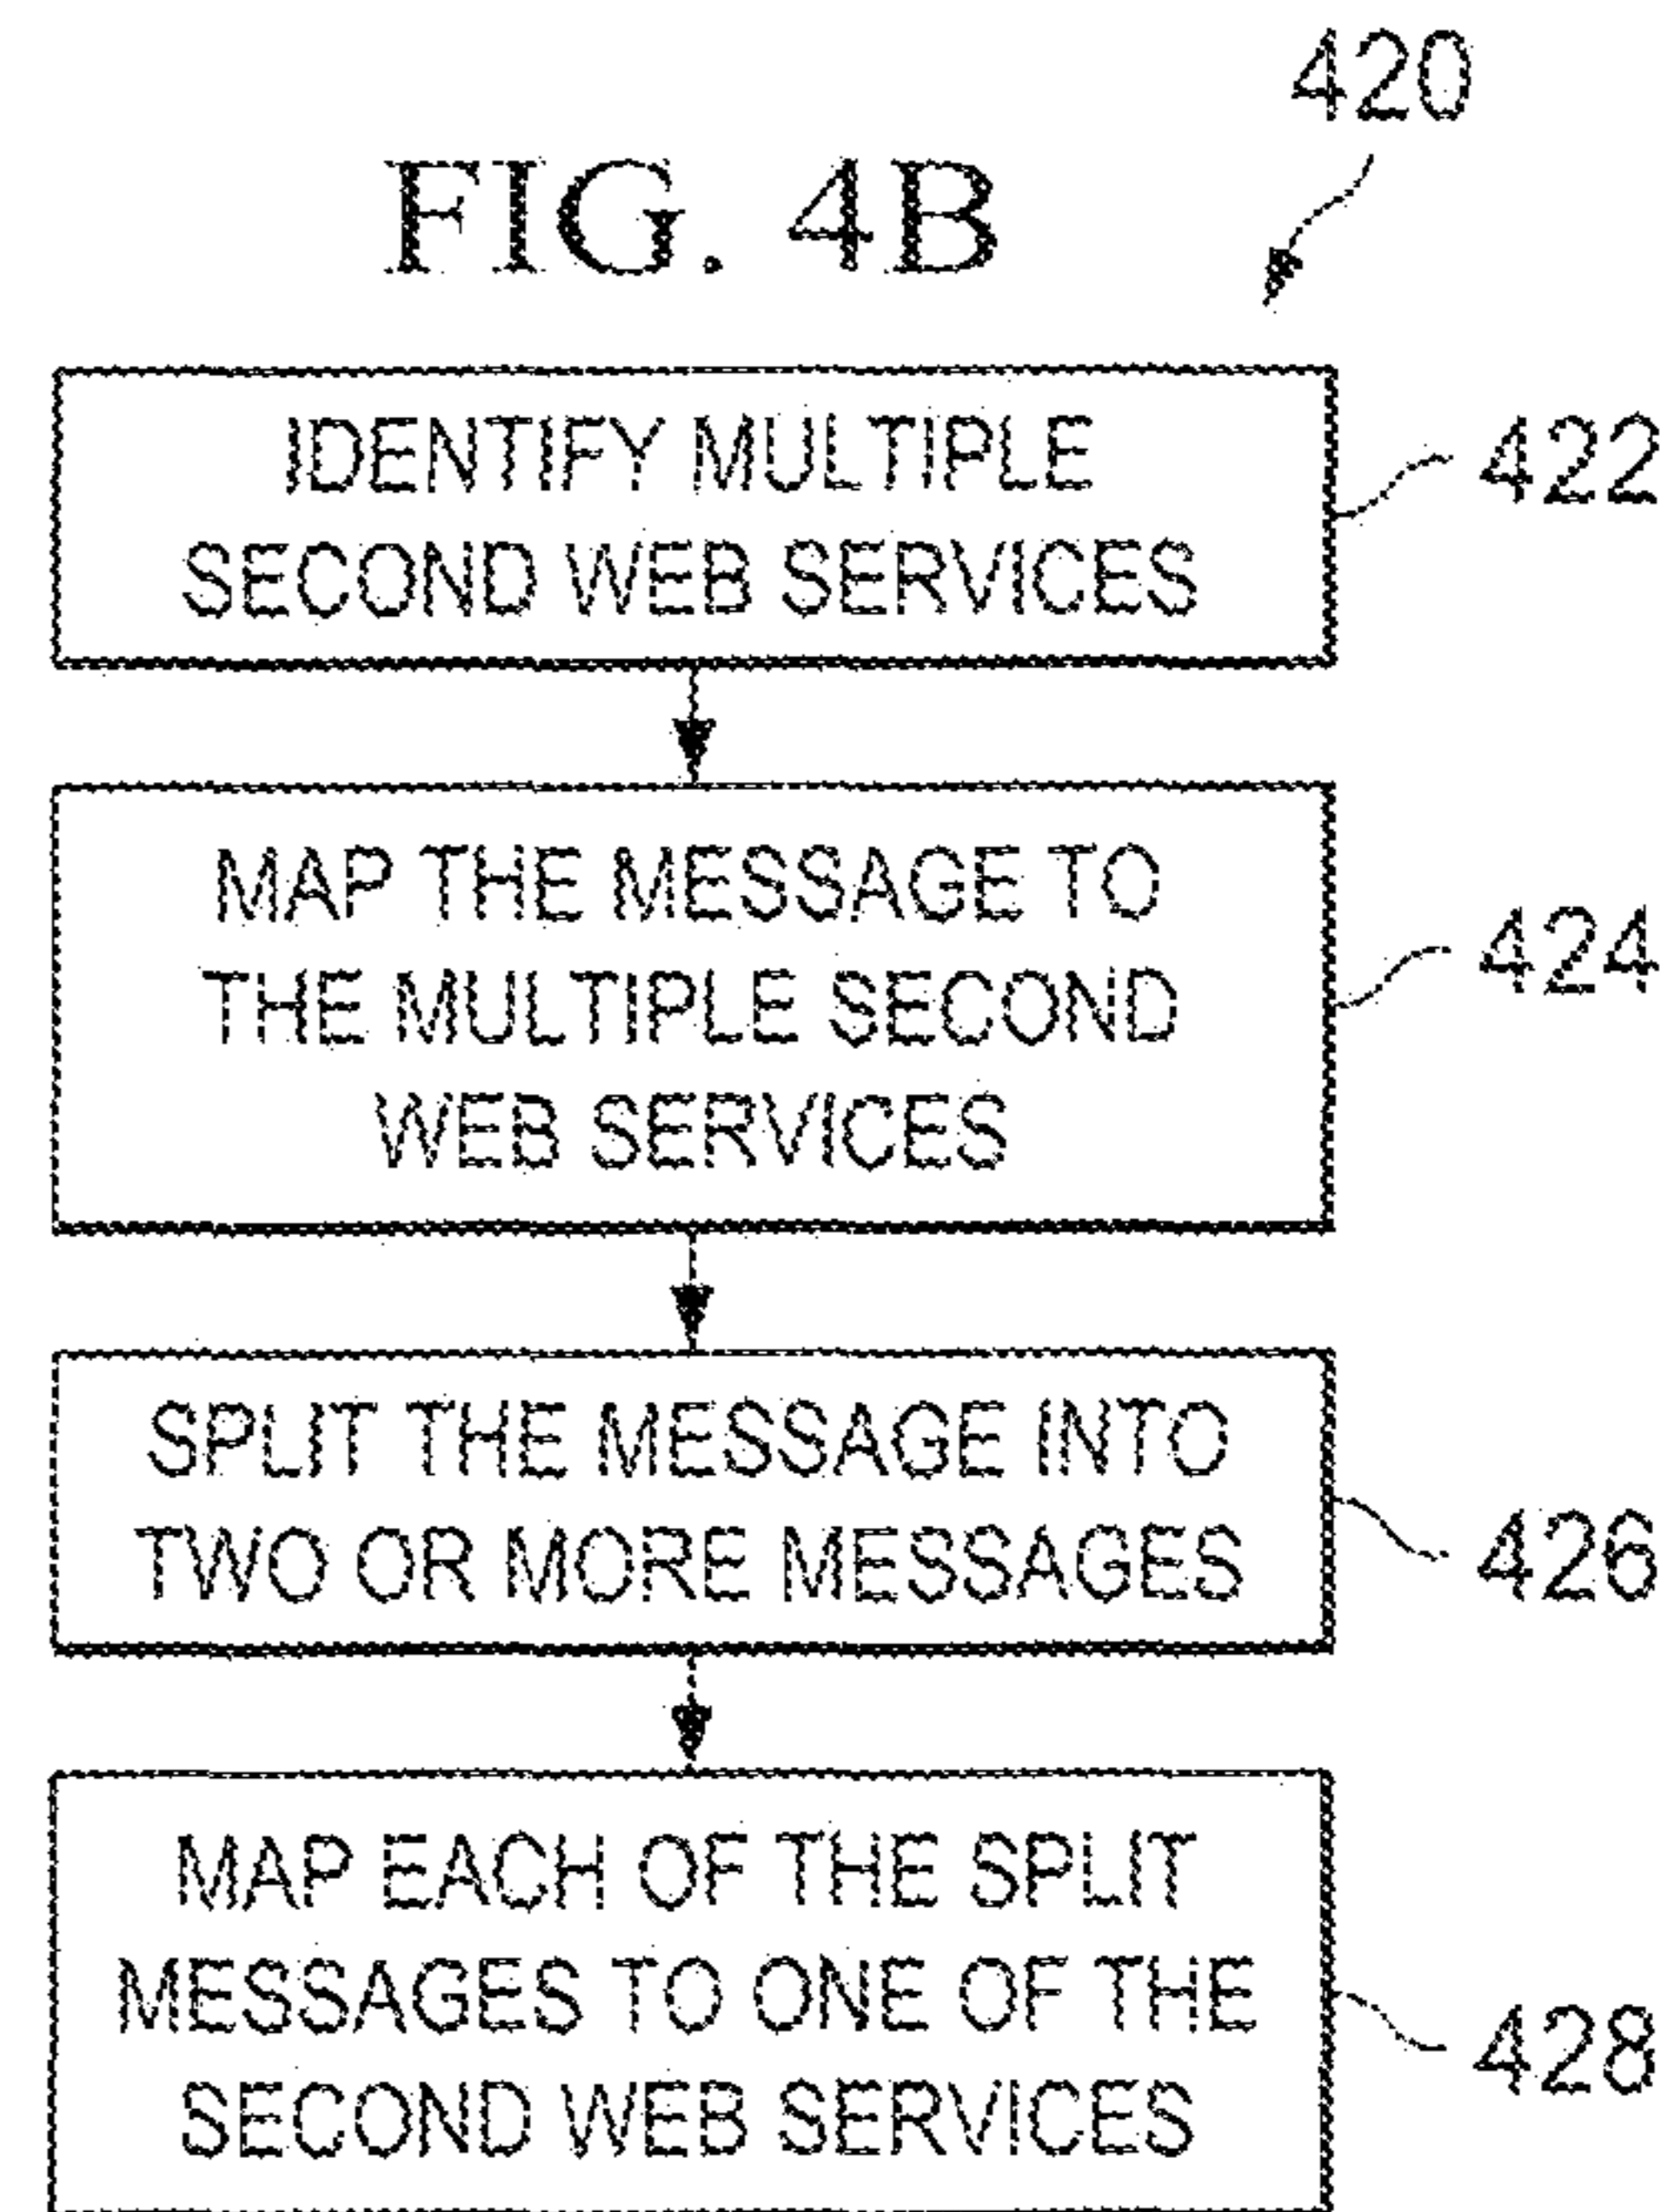 420
FIG. 4B
IDENTIFY MULTIPLE
SECOND WEB SERVICES
422
MAP THE MESSAGE TO
THE MULTIPLE SECOND
WEB SERVICES
424
SPLIT THE MESSAGE INTO
TWO OR MORE MESSAGES
426
MAP EACH OF THE SPLIT
MESSAGES TO ONE OF THE
SECOND WEB SERVICES
428